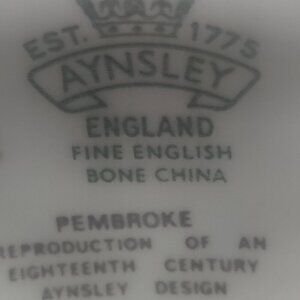 EST. 1775
AYNSLEY
ENGLAND
FINE ENGLISH
BONE CHINA
PEMBROKE
REPRODUCTION OF AN
EIGHTEENTH CENTURY
AYNSLEY DESIGN